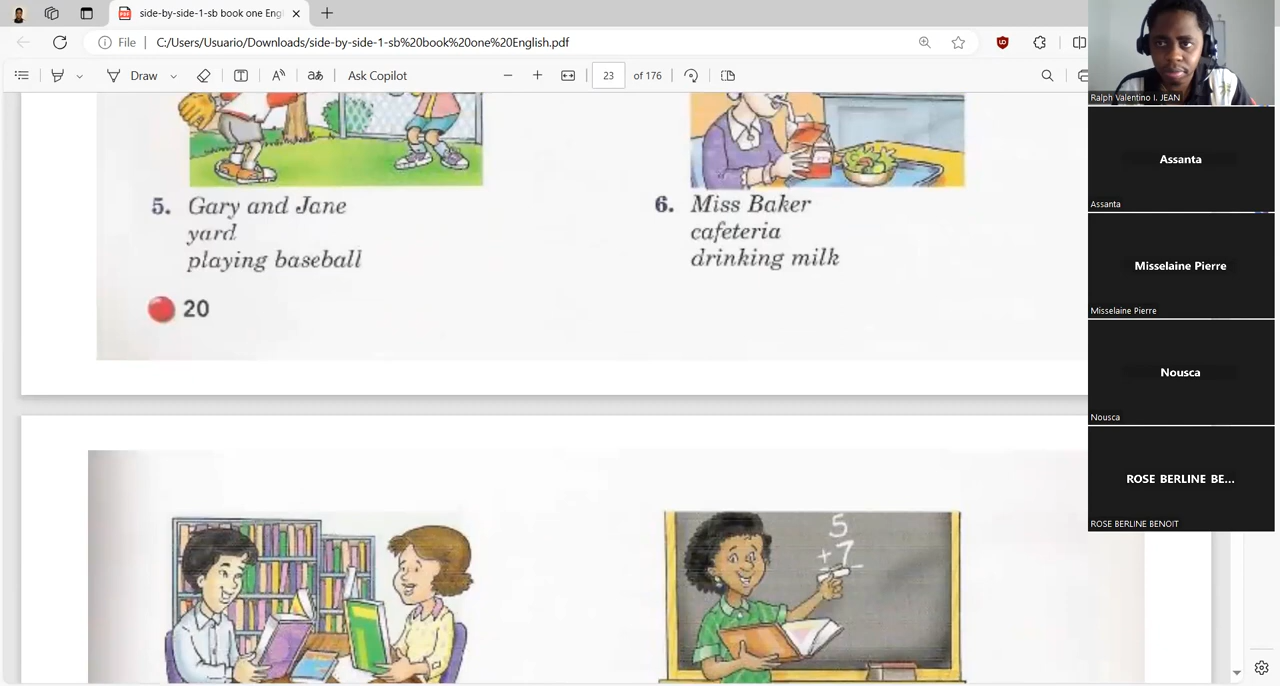 side-by-side-1-sb book one Engl
File
C:/Users/Usuario/Downloads/side-by-side-1-sb%20book%20one%20English.pdf
Draw
Ask Copilot
23
of 176
5. Gary and Jane
yard
playing baseball
6. Miss Baker
cafeteria
drinking milk
20
5
+ 7
Ralph Valentino I. JEAN
Assanta
Assanta
Misselaine Pierre
Misselaine Pierre
Nousca
Nousca
ROSE BERLINE BE...
ROSE BERLINE BENOIT